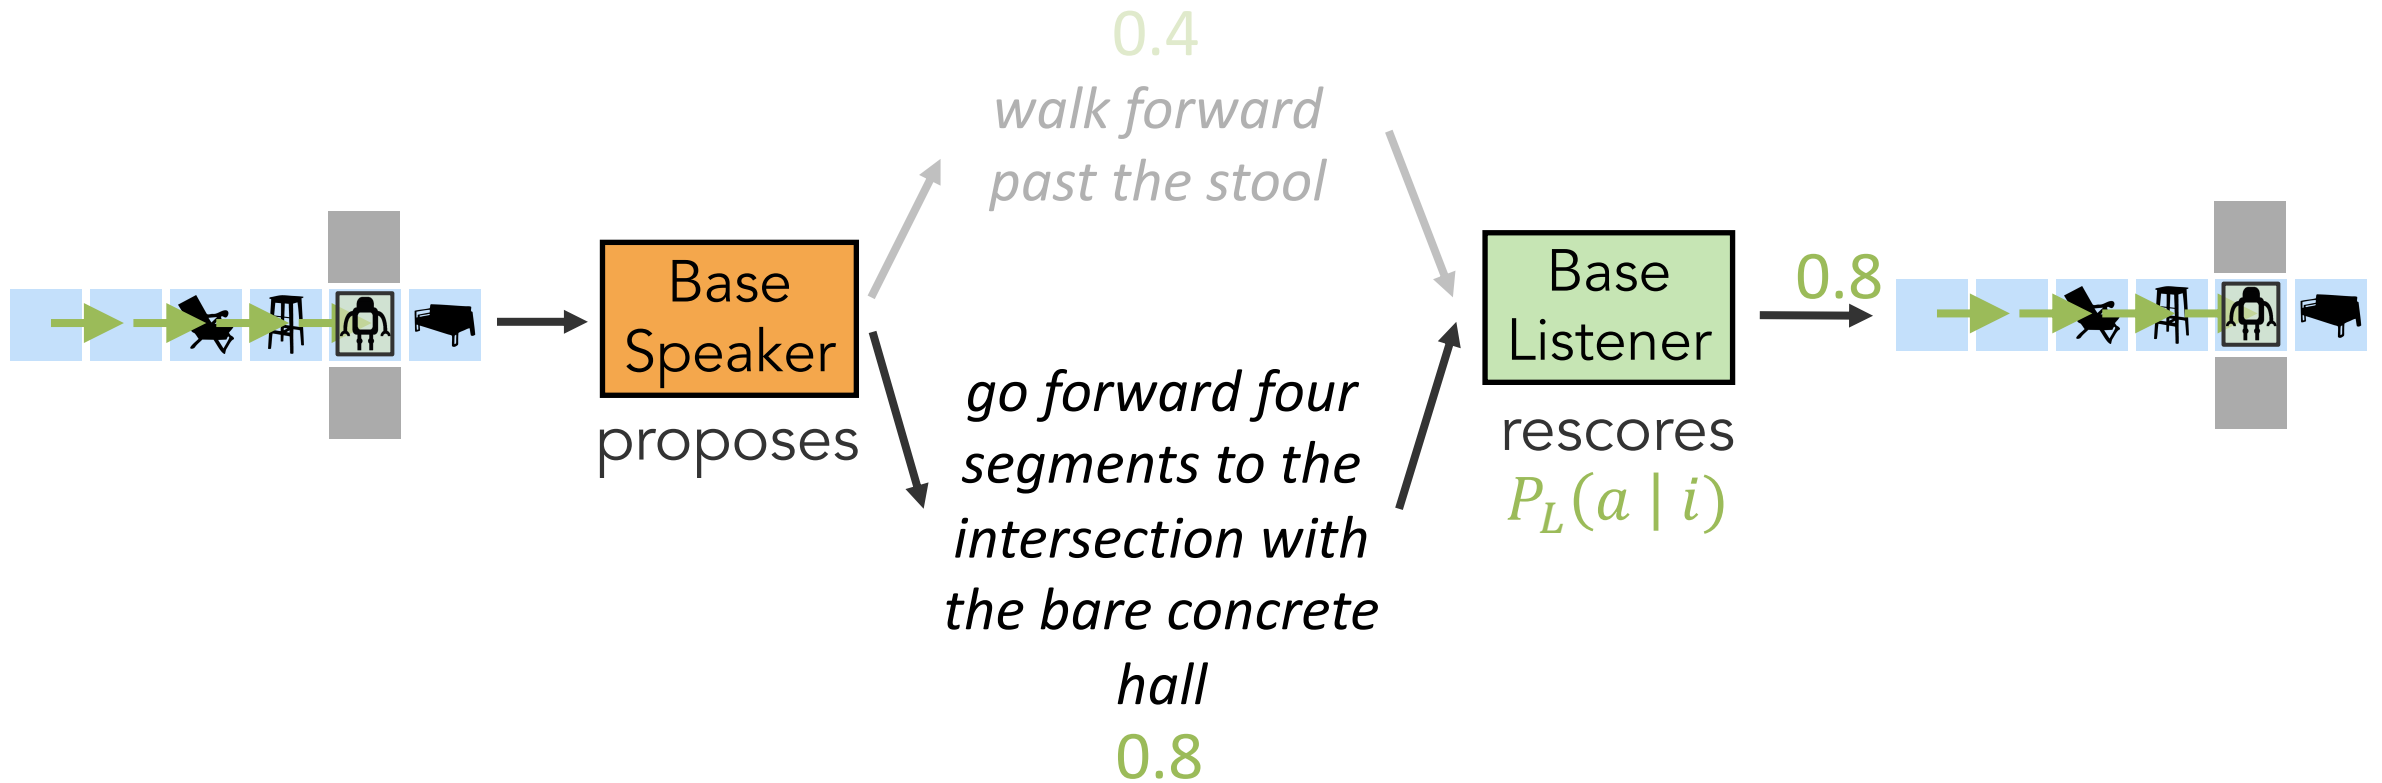 0.4
walk forward
past the stool
Base
Speaker
proposes
go forward four
segments to the
intersection with
the bare concrete
hall
0.8
Base
Listener
rescores
P_L(a | i)
0.8